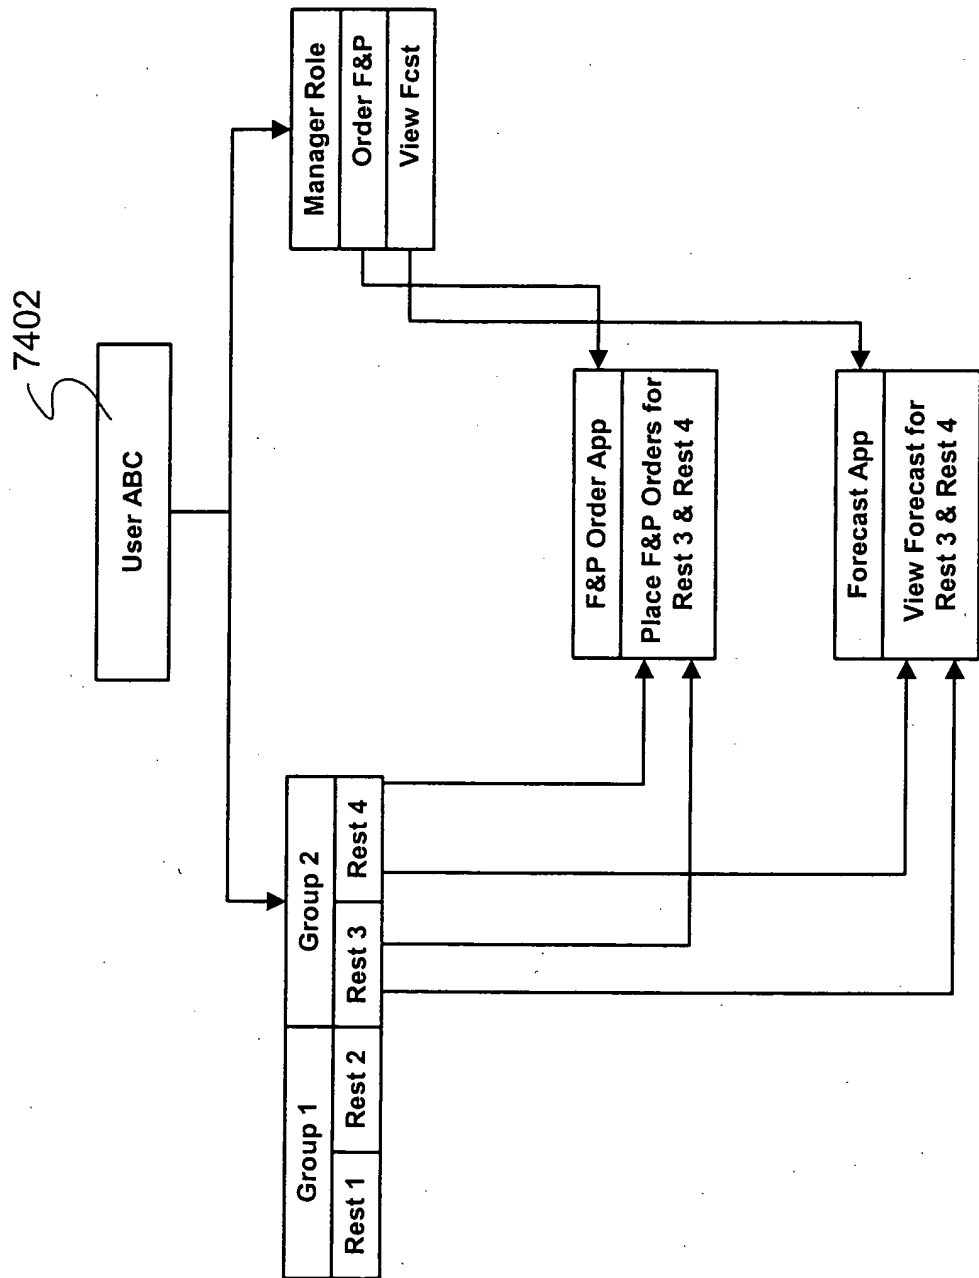 7402
User ABC
Group 1
Group 2
Rest 1
Rest 2
Rest 3
Rest 4
Manager Role
Order F&P
View Fcst
F&P Order App
Place F&P Orders for
Rest 3 & Rest 4
Forecast App
View Forecast for
Rest 3 & Rest 4